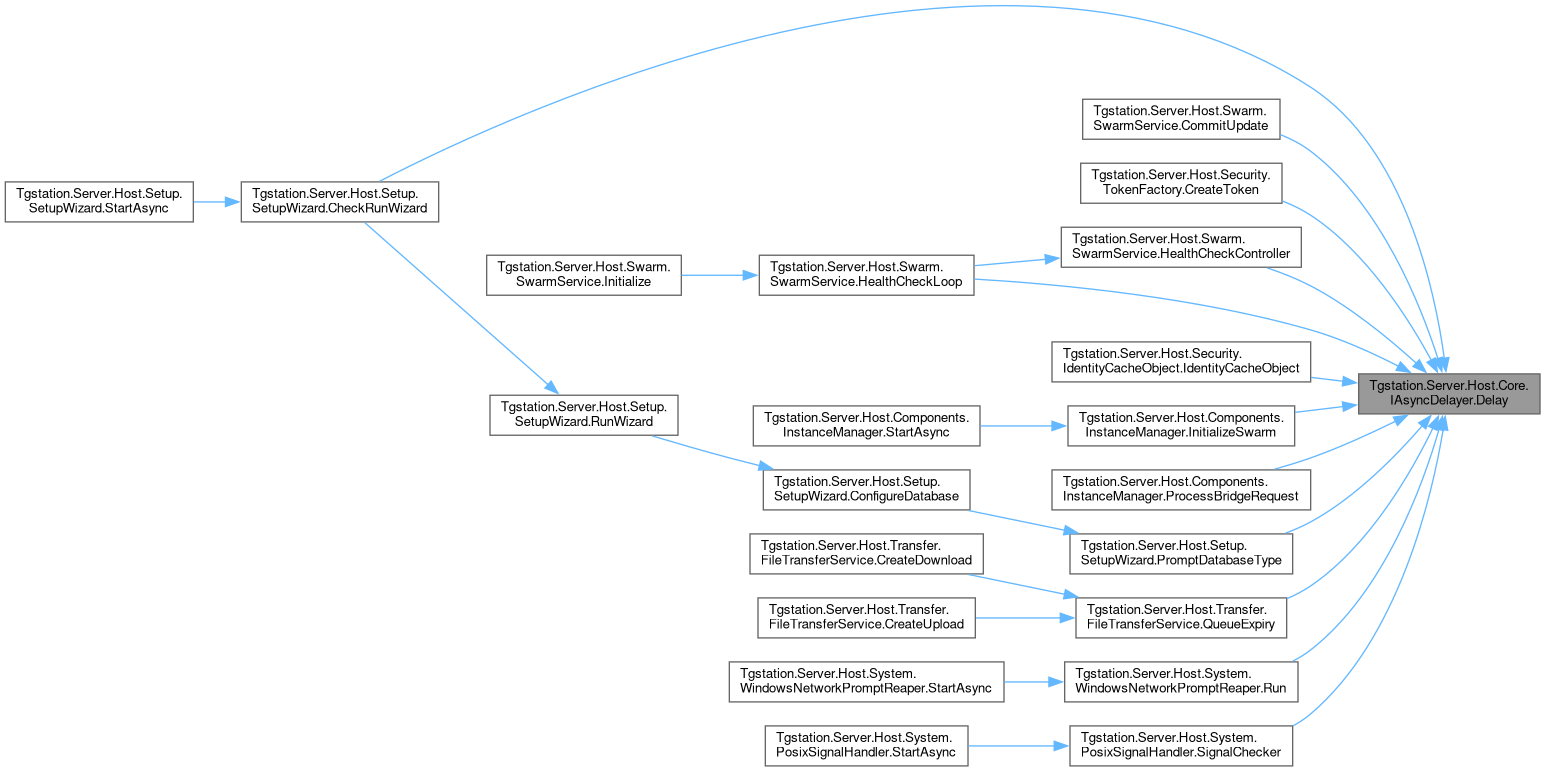 Tgstation.Server.Host.Swarm.
SwarmService.CommitUpdate
Tgstation.Server.Host.Security.
TokenFactory.CreateToken
Tgstation.Server.Host.Setup.
SetupWizard.StartAsync
Tgstation.Server.Host.Setup.
SetupWizard.CheckRunWizard
Tgstation.Server.Host.Swarm.
SwarmService.HealthCheckController
Tgstation.Server.Host.Swarm.
SwarmService.Initialize
Tgstation.Server.Host.Swarm.
SwarmService.HealthCheckLoop
Tgstation.Server.Host.Security.
IdentityCacheObject.IdentityCacheObject
Tgstation.Server.Host.Core.
IAsyncDelayer.Delay
Tgstation.Server.Host.Setup.
SetupWizard.RunWizard
Tgstation.Server.Host.Components.
InstanceManager.StartAsync
Tgstation.Server.Host.Components.
InstanceManager.InitializeSwarm
Tgstation.Server.Host.Setup.
SetupWizard.ConfigureDatabase
Tgstation.Server.Host.Components.
InstanceManager.ProcessBridgeRequest
Tgstation.Server.Host.Transfer.
FileTransferService.CreateDownload
Tgstation.Server.Host.Setup.
SetupWizard.PromptDatabaseType
Tgstation.Server.Host.Transfer.
FileTransferService.CreateUpload
Tgstation.Server.Host.Transfer.
FileTransferService.QueueExpiry
Tgstation.Server.Host.System.
WindowsNetworkPromptReaper.StartAsync
Tgstation.Server.Host.System.
WindowsNetworkPromptReaper.Run
Tgstation.Server.Host.System.
PosixSignalHandler.StartAsync
Tgstation.Server.Host.System.
PosixSignalHandler.SignalChecker